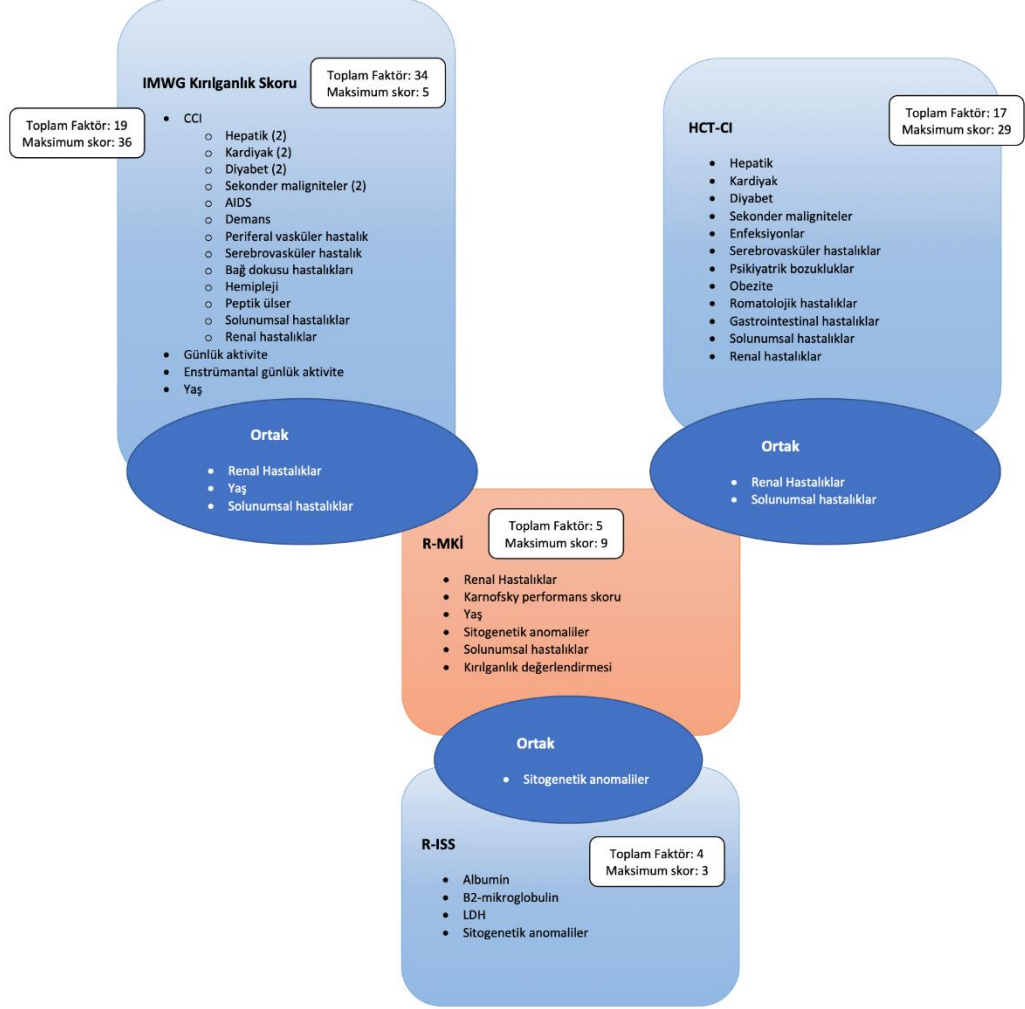 IMWG Kırılganlık Skoru
Toplam Faktör: 34
Maksimum skor: 5
Toplam Faktör: 19
Maksimum skor: 36
• CCI
o Hepatik (2)
o Kardiyak (2)
o Diyabet (2)
o Sekonder maligniteler (2)
o AIDS
o Demans
o Periferal vasküler hastalık
o Serebrovasküler hastalık
o Bağ dokusu hastalıkları
o Hemipleji
o Peptik ülser
o Solunumsal hastalıklar
o Renal hastalıklar
• Günlük aktivite
• Enstrümantal günlük aktivite
• Yaş
Ortak
• Renal Hastalıklar
• Yaş
• Solunumsal hastalıklar
HCT-CI
Toplam Faktör: 17
Maksimum skor: 29
• Hepatik
• Kardiyak
• Diyabet
• Sekonder maligniteler
• Enfeksiyonlar
• Serebrovasküler hastalıklar
• Psikiyatrik bozukluklar
• Obezite
• Romatolojik hastalıklar
• Gastrointestinal hastalıklar
• Solunumsal hastalıklar
• Renal hastalıklar
Ortak
• Renal Hastalıklar
• Solunumsal hastalıklar
R-MKİ
Toplam Faktör: 5
Maksimum skor: 9
• Renal Hastalıklar
• Karnofsky performans skoru
• Yaş
• Sitogenetik anomaliler
• Solunumsal hastalıklar
• Kırılganlık değerlendirmesi
Ortak
• Sitogenetik anomaliler
R-ISS
Toplam Faktör: 4
Maksimum skor: 3
• Albumin
• B2-mikroglobulin
• LDH
• Sitogenetik anomaliler